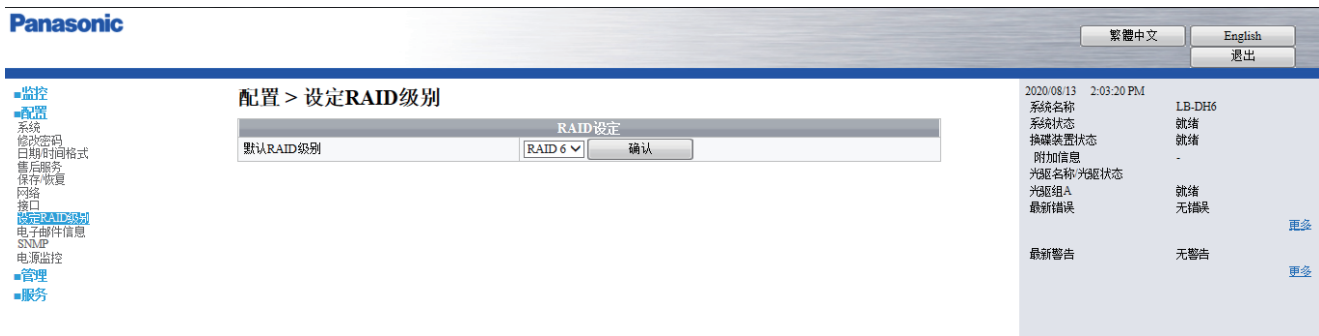 Panasonic
繁體中文 English
退出
■监控
■配置
系统
修改密码
日期/时间格式
售后服务
保存/恢复
网络
接口
设定RAID级别
电子邮件信息
SNMP
电源监控
■管理
■服务
配置 > 设定RAID级别
RAID设定
默认RAID级别 RAID 6 确认
2020/08/13 2:03:20 PM
系统名称 LB-DH6
系统状态 就绪
换碟装置状态 就绪
附加信息 -
光驱名称/光驱状态
光驱组A 就绪
最新错误 无错误
更多
最新警告 无警告
更多